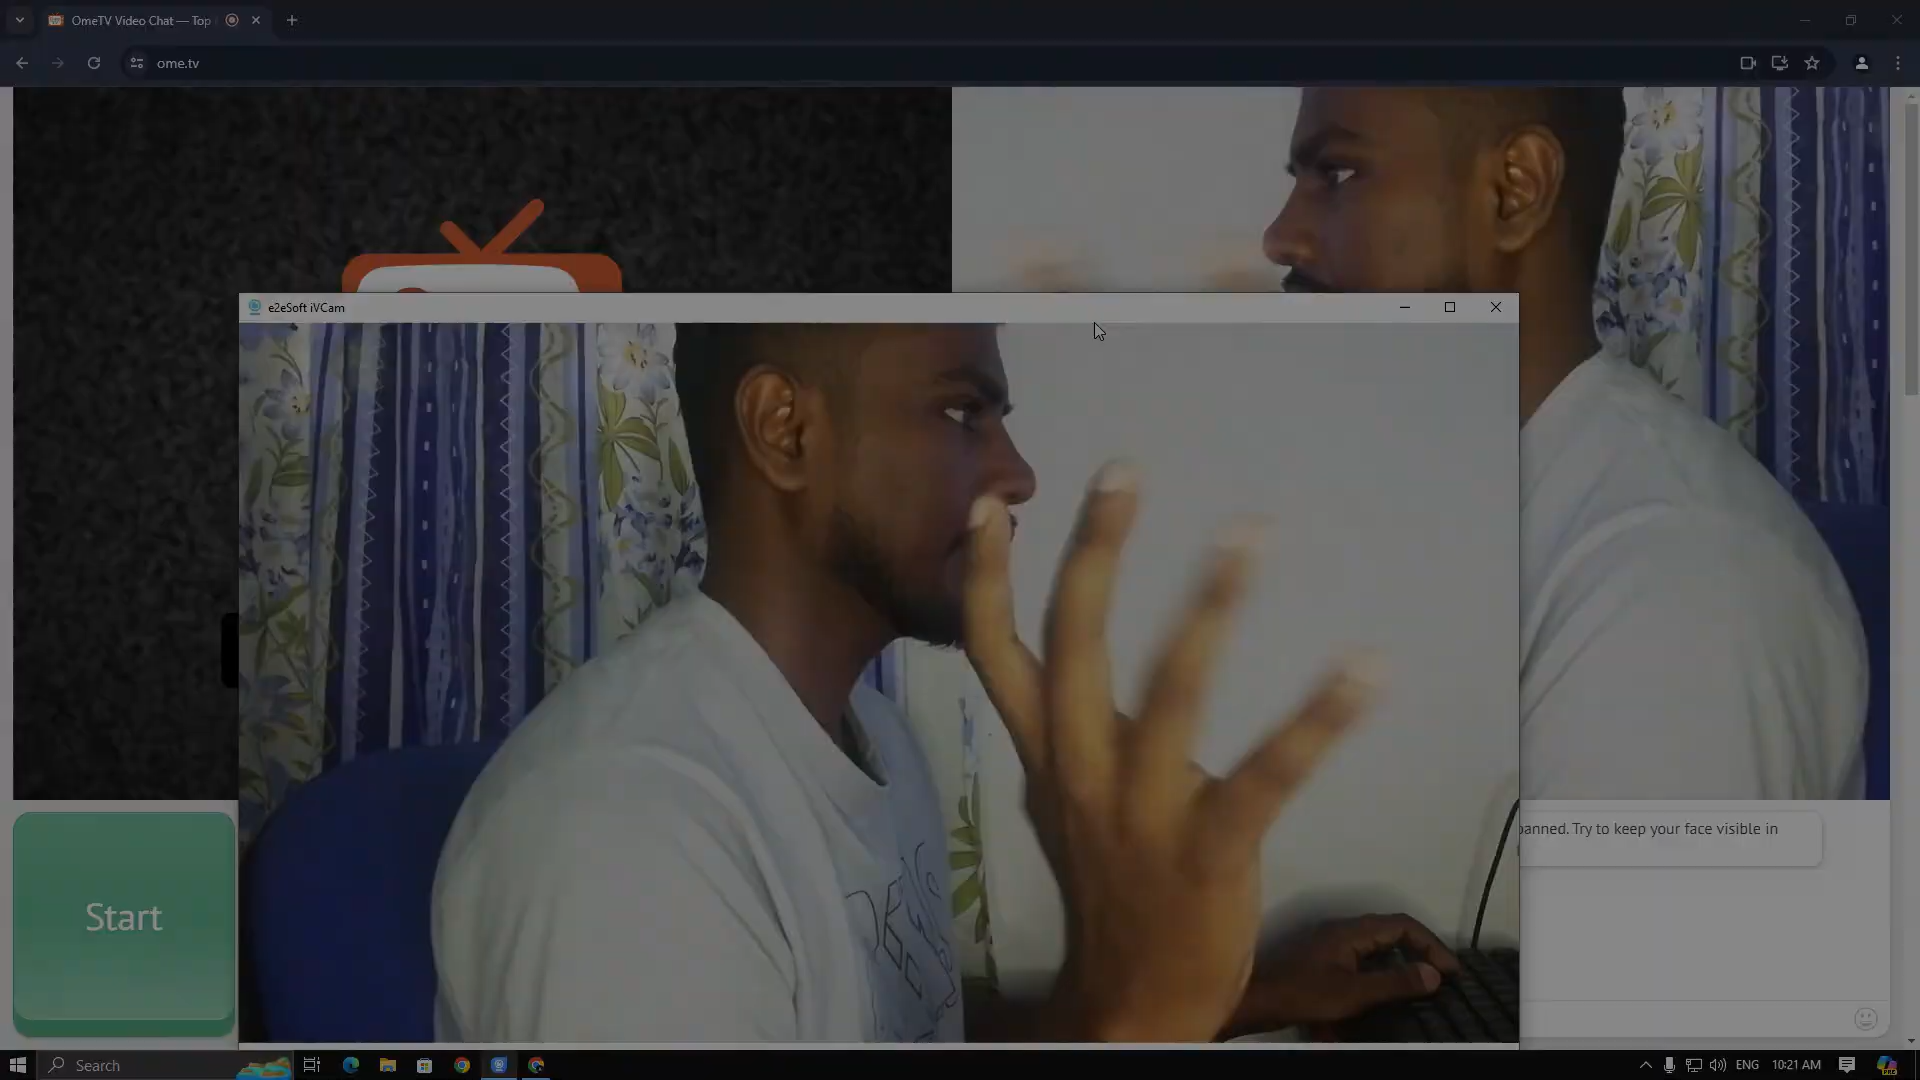 OmeTV Video Chat — Top
ome.tv
e2eSoft iVCam
banned. Try to keep your face visible in
Start
Search
ENG
10:21 AM